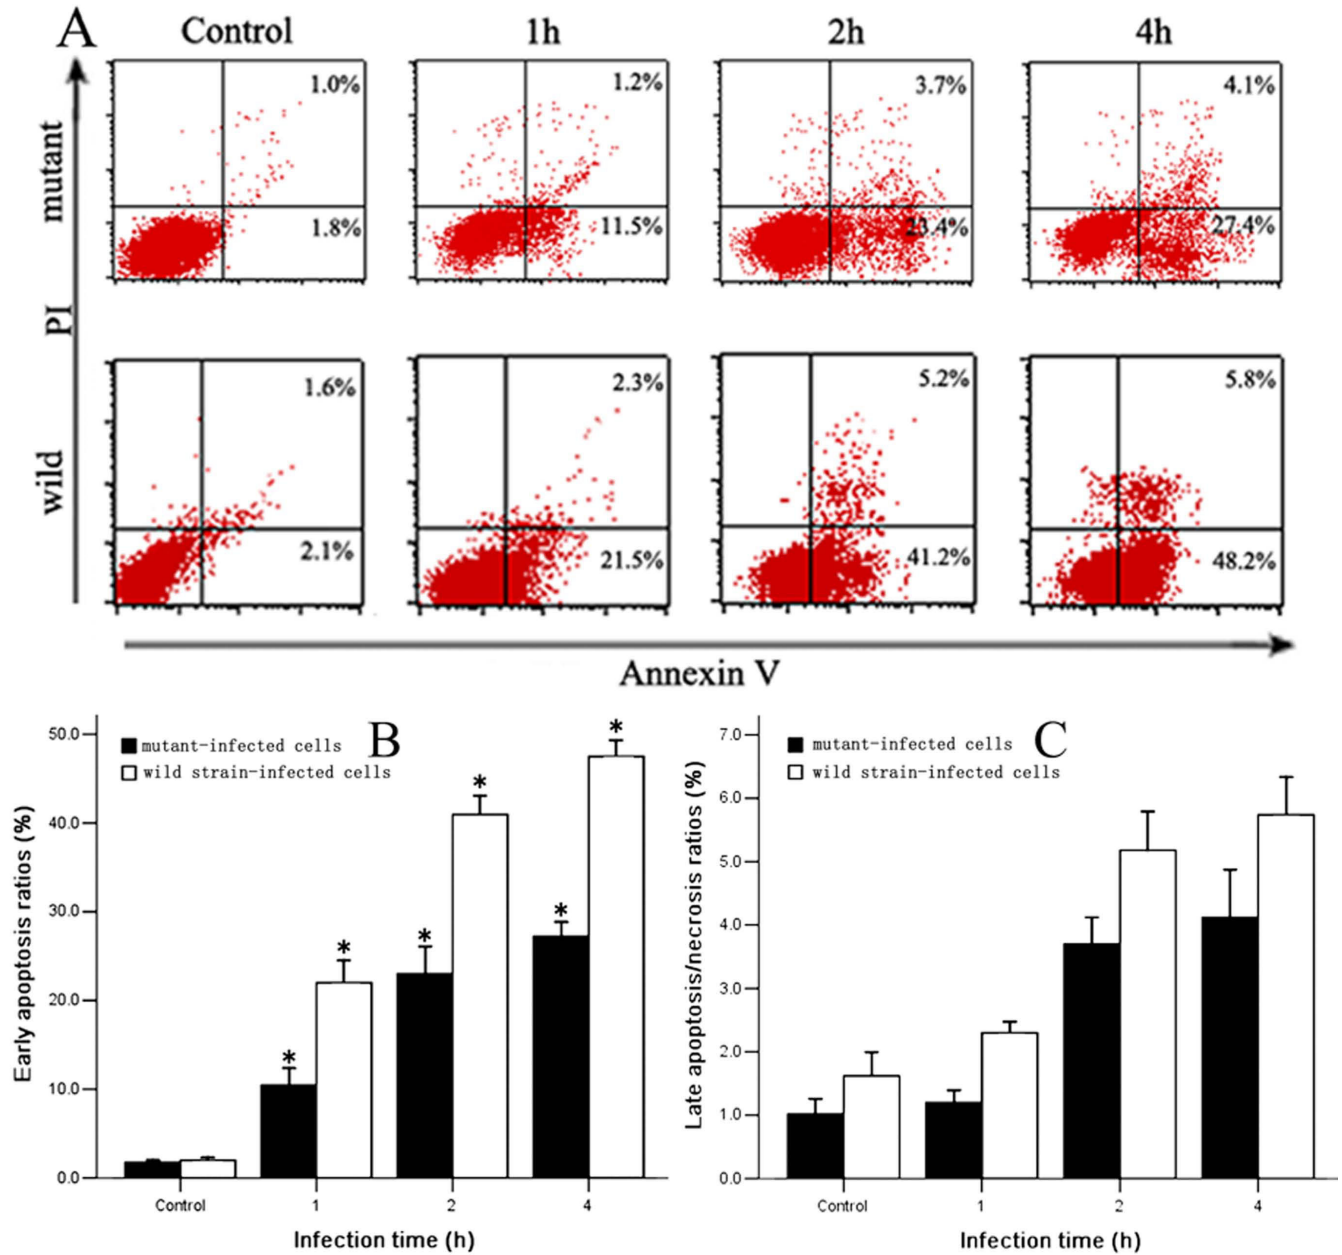 A
Control 1h 2h 4h
mutant
1.0% 1.2% 3.7% 4.1%
1.8% 11.5% 23.4% 27.4%
PI
wild
1.6% 2.3% 5.2% 5.8%
2.1% 21.5% 41.2% 48.2%
Annexin V
B
mutant-infected cells
wild strain-infected cells
Early apoptosis ratios (%)
50.0
40.0
30.0
20.0
10.0
0.0
* * * * * *
Control 1 2 4
Infection time (h)
C
mutant-infected cells
wild strain-infected cells
Late apoptosis/necrosis ratios (%)
7.0
6.0
5.0
4.0
3.0
2.0
1.0
0.0
Control 1 2 4
Infection time (h)